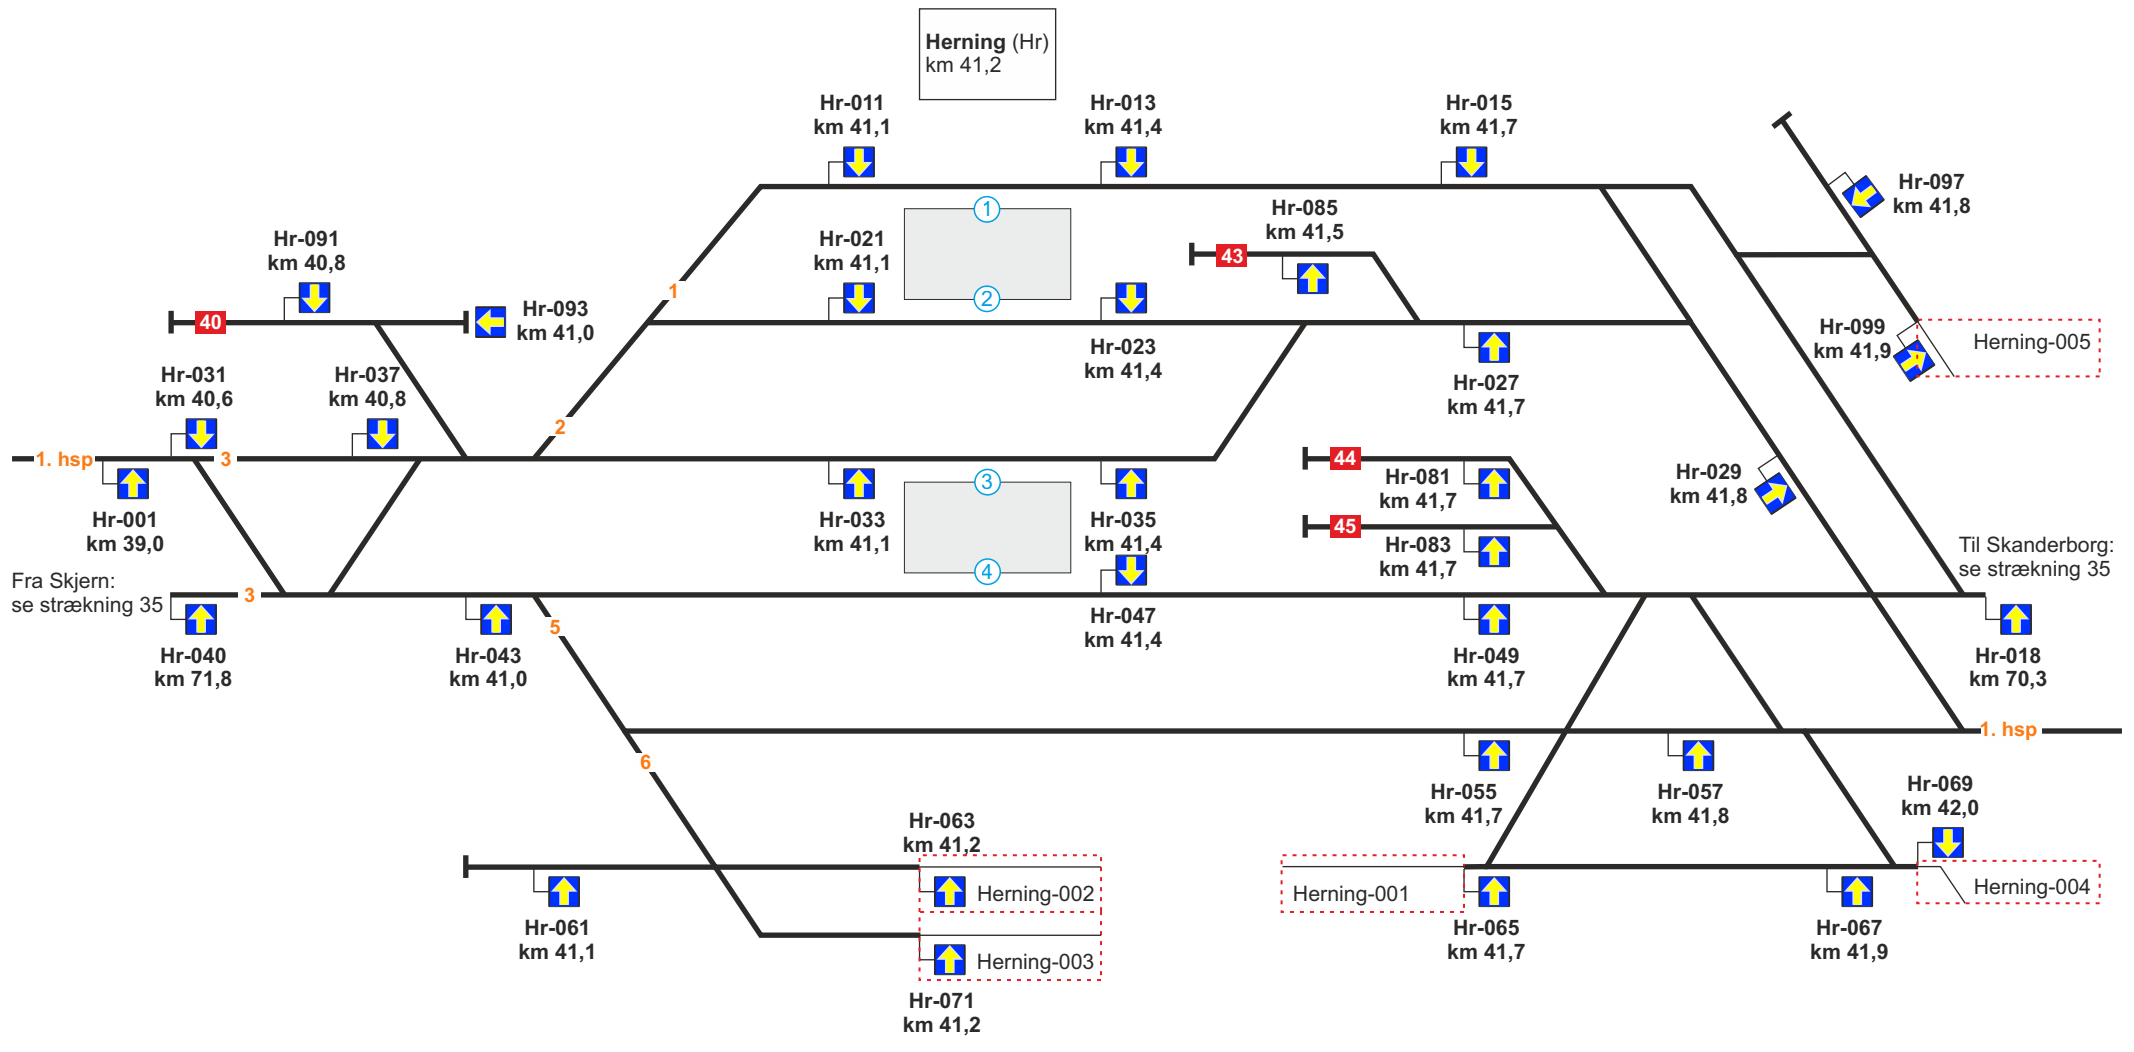 Herning (Hr)
km 41,2
Hr-011
km 41,1
Hr-013
km 41,4
Hr-015
km 41,7
Hr-097
km 41,8
1
Hr-085
km 41,5
43
Hr-021
km 41,1
2
Hr-091
km 40,8
40
Hr-093
km 41,0
1
Hr-023
km 41,4
Hr-027
km 41,7
Hr-099
km 41,9
Herning-005
Hr-031
km 40,6
Hr-037
km 40,8
2
1. hsp
3
Hr-001
km 39,0
Hr-033
km 41,1
3
Hr-035
km 41,4
44
Hr-081
km 41,7
45
Hr-083
km 41,7
Hr-029
km 41,8
4
Fra Skjern:
se strækning 35
3
Til Skanderborg:
se strækning 35
Hr-040
km 71,8
Hr-043
km 41,0
5
Hr-047
km 41,4
Hr-049
km 41,7
Hr-018
km 70,3
1. hsp
6
Hr-055
km 41,7
Hr-057
km 41,8
Hr-069
km 42,0
Hr-063
km 41,2
Herning-002
Herning-001
Herning-004
Hr-061
km 41,1
Hr-065
km 41,7
Hr-067
km 41,9
Herning-003
Hr-071
km 41,2